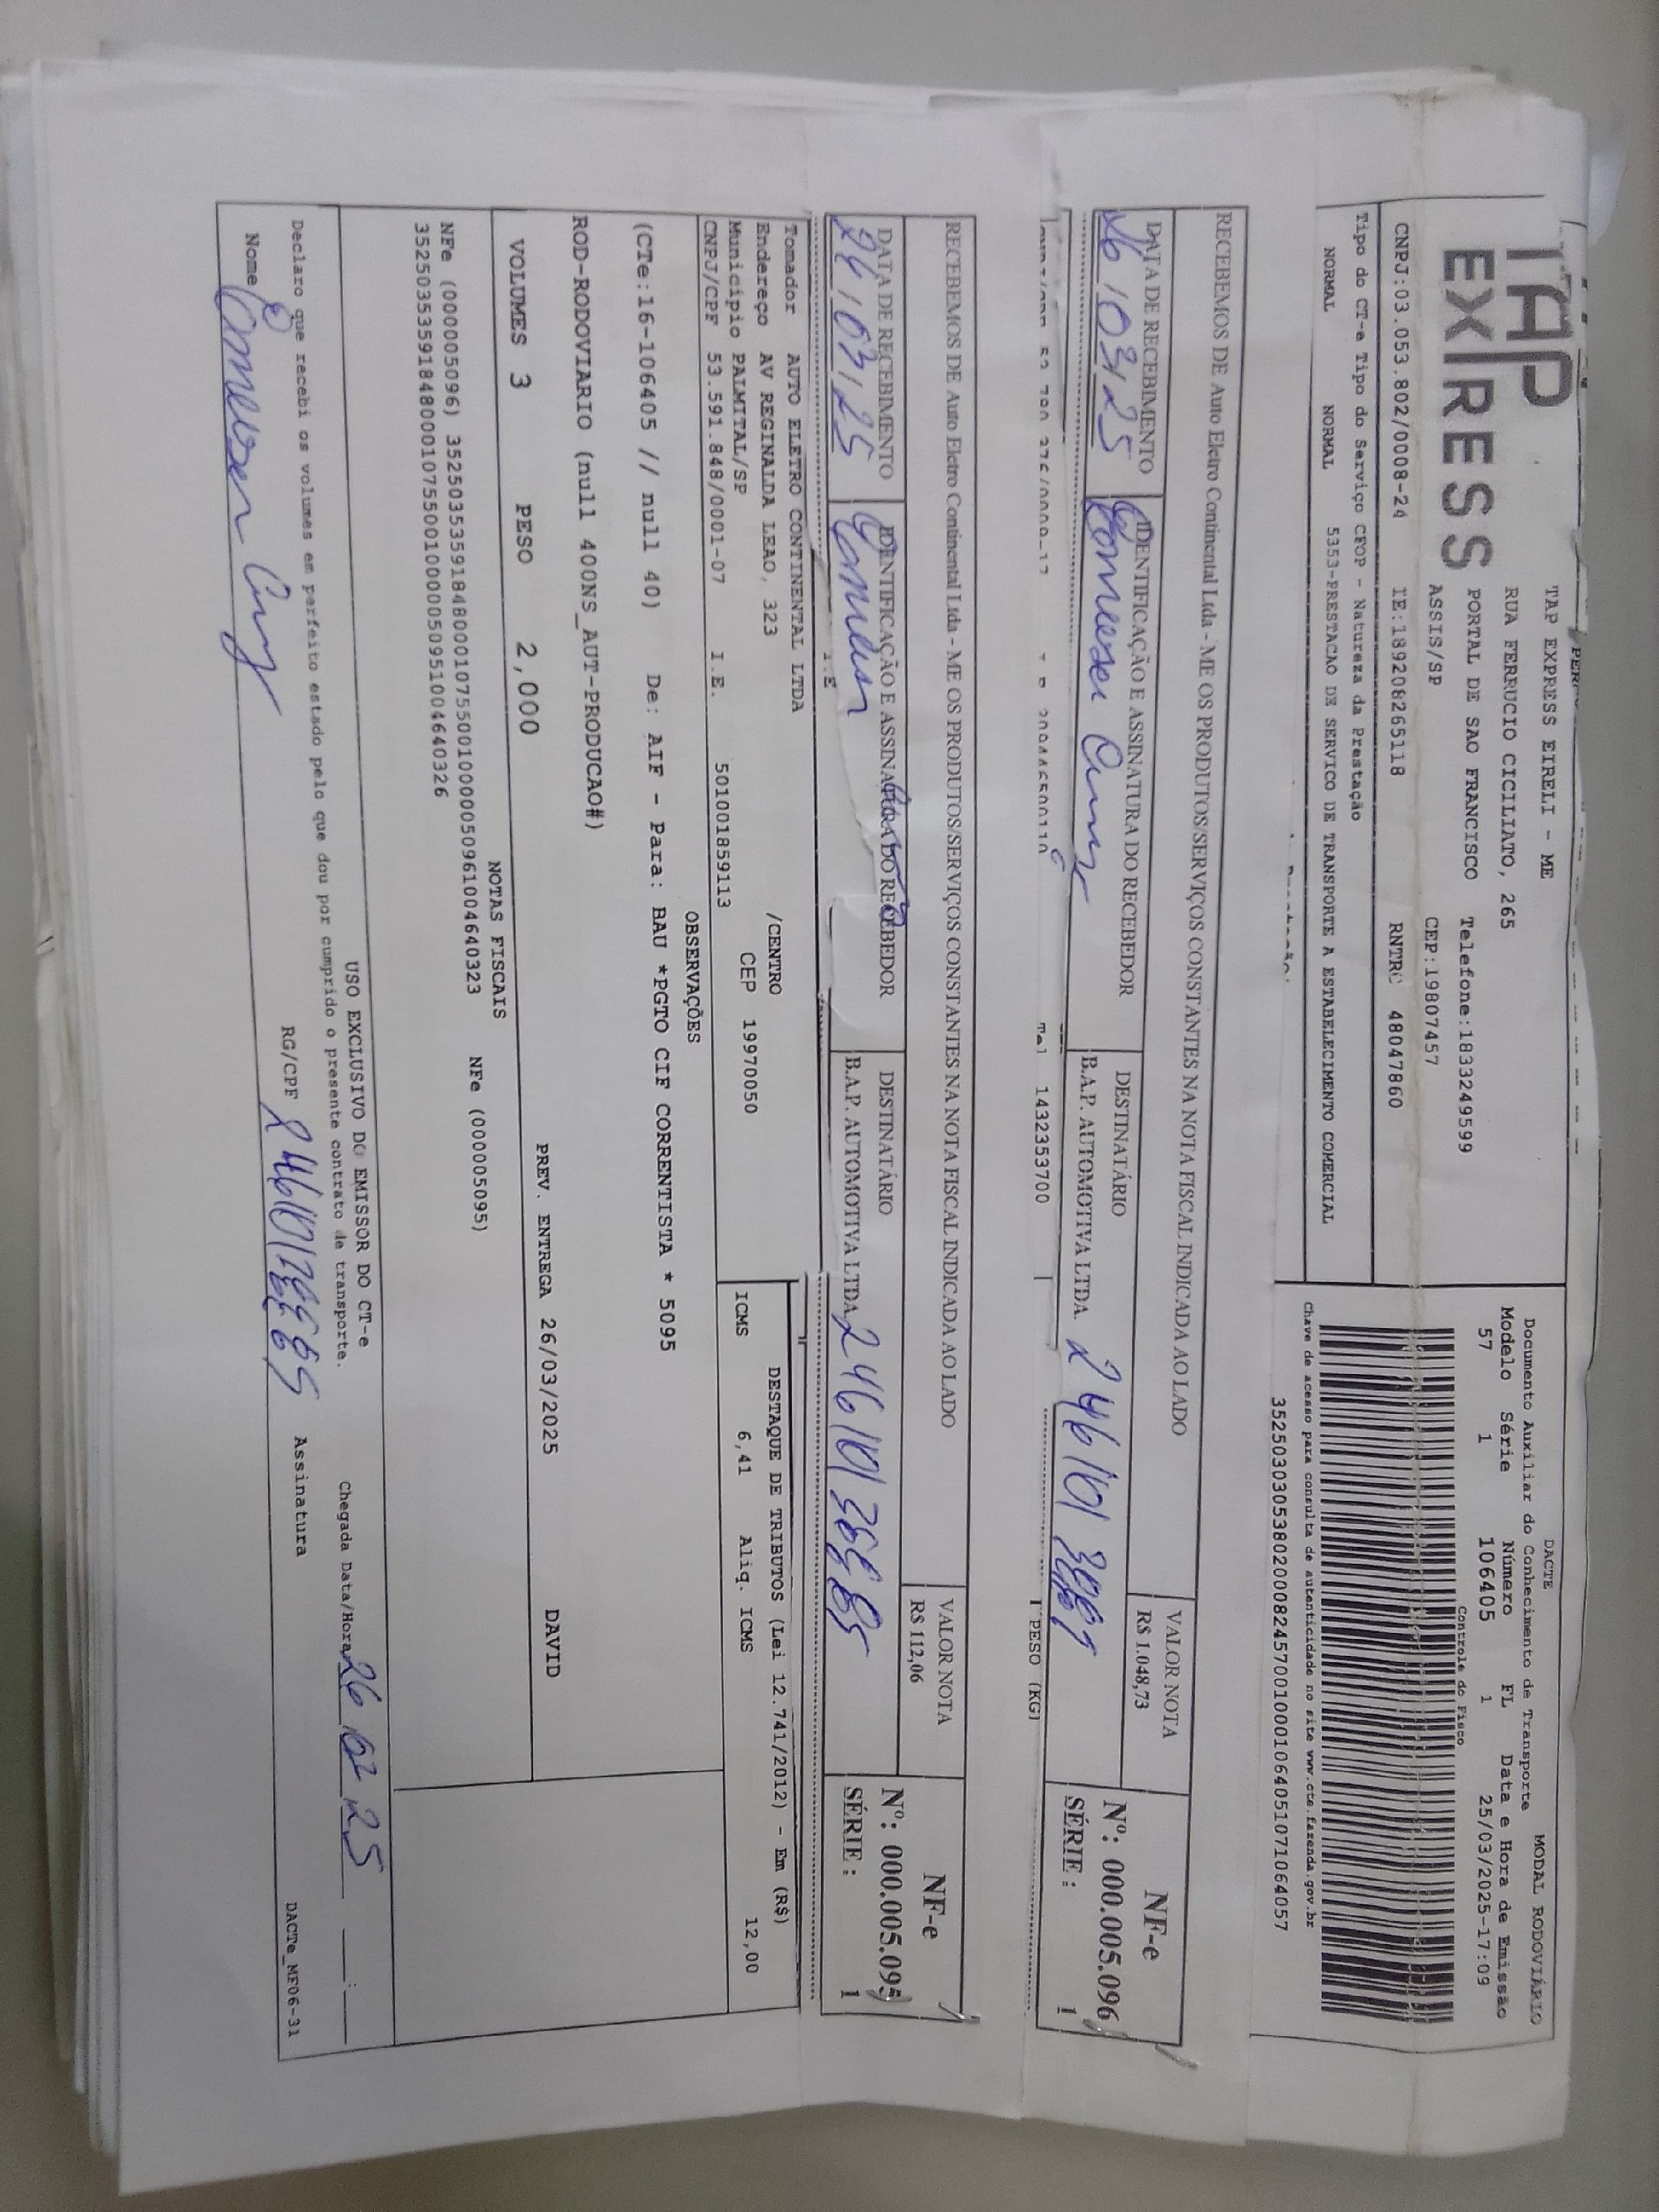 TAP EXPRESS
TAP EXPRESS EIRELI - ME
RUA FERRUCIO CICILIATO, 265
PORTAL DE SAO FRANCISCO Telefone:1833249599
ASSIS/SP CEP:19807457
CNPJ:03.053.802/0008-24 IE:189208265118 RNTRC 48047860
Tipo do CT-e Tipo do Serviço CFOP - Natureza da Prestação
NORMAL NORMAL 5353-PRESTACAO DE SERVICO DE TRANSPORTE A ESTABELECIMENTO COMERCIAL
DACTE MODAL RODOVIÁRIO
Documento Auxiliar do Conhecimento de Transporte
Modelo Série Número FL Data e Hora de Emissão
57 1 106405 1 25/03/2025-17:09
Controle do Fisco
Chave de acesso para consulta de autenticidade no site www.cte.fazenda.gov.br
35250303053802000824570010001064051071064057
RECEBEMOS DE Auto Eletro Continental Ltda - ME OS PRODUTOS/SERVIÇOS CONSTANTES NA NOTA FISCAL INDICADA AO LADO
VALOR NOTA
R$ 1.048,73
NF-e
Nº: 000.005.096
SÉRIE : 1
DATA DE RECEBIMENTO IDENTIFICAÇÃO E ASSINATURA DO RECEBEDOR DESTINATÁRIO
26/03/25 B.A.P. AUTOMOTIVA LTDA
Tel 1432353700 PESO (KG)
RECEBEMOS DE Auto Eletro Continental Ltda - ME OS PRODUTOS/SERVIÇOS CONSTANTES NA NOTA FISCAL INDICADA AO LADO
VALOR NOTA
R$ 112,06
NF-e
Nº: 000.005.095
SÉRIE : 1
DATA DE RECEBIMENTO IDENTIFICAÇÃO E ASSINATURA DO RECEBEDOR DESTINATÁRIO
26/03/25 B.A.P. AUTOMOTIVA LTDA
I.E
Tomador AUTO ELETRO CONTINENTAL LTDA
Endereço AV REGINALDA LEAO, 323 /CENTRO
Municipio PALMITAL/SP CEP 19970050
CNPJ/CPF 53.591.848/0001-07 I.E. 501001859113
DESTAQUE DE TRIBUTOS (Lei 12.741/2012) - Em (R$)
ICMS 6,41 Aliq. ICMS 12,00
OBSERVAÇÕES
(CTe:16-106405 // null 40) De: AIF - Para: BAU *PGTO CIF CORRENTISTA * 5095
ROD-RODOVIARIO (null 400NS_AUT-PRODUCAO#)
VOLUMES 3 PESO 2,000 PREV. ENTREGA 26/03/2025 DAVID
NOTAS FISCAIS
NFe (000005096) 35250353591848000107550010000050961004640323 NFe (000005095)
35250353591848000107550010000050951004640326
USO EXCLUSIVO DO EMISSOR DO CT-e
Declaro que recebi os volumes em perfeito estado pelo que dou por cumprido o presente contrato de transporte.
Chegada Data/Hora 26 03 25 :
Nome RG/CPF Assinatura
DACTe_MF06-31